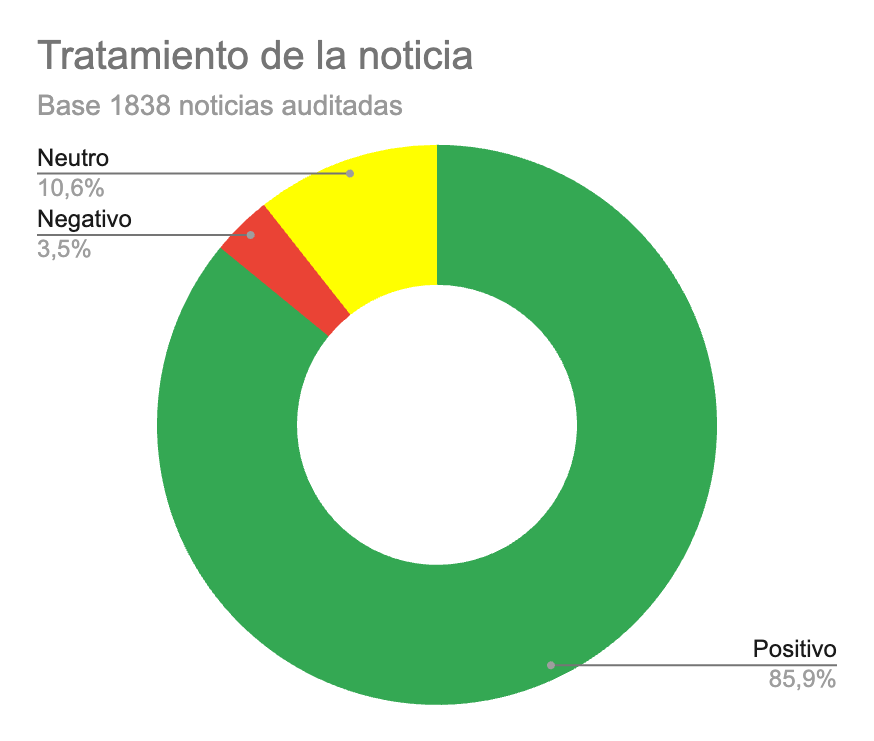 Tratamiento de la noticia
Base 1838 noticias auditadas
Neutro
10,6%
Negativo
3,5%
Positivo
85,9%